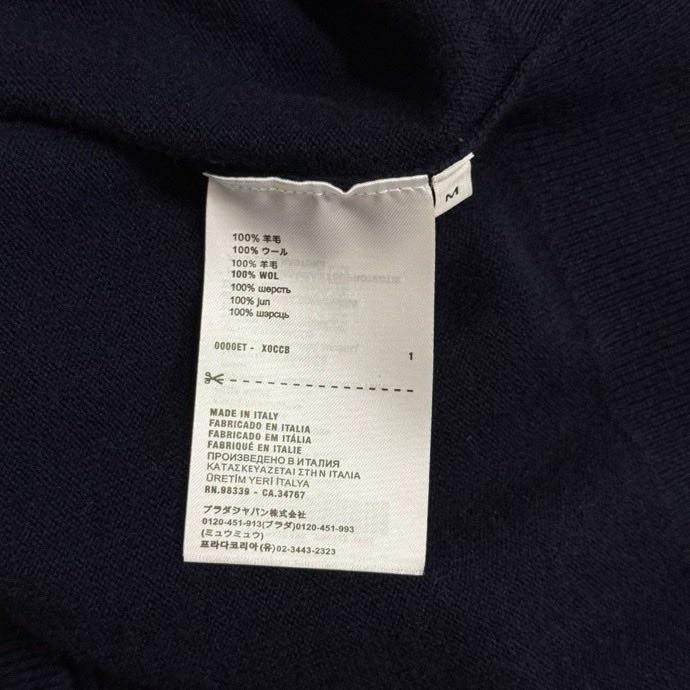 M
100% 羊毛
100% ウール
100% 羊毛
100% WOL
100% шерсть
100% jun
100% шэрсць
0000ET - X0CCB 1
MADE IN ITALY
FABRICADO EN ITALIA
FABRICADO EM ITÁLIA
FABRIQUÉ EN ITALIE
ПРОИЗВЕДЕНО В ИТАЛИЯ
ΚΑΤΑΣΚΕΥΑΖΕΤΑΙ ΣΤΗΝ ΙΤΑΛΙΑ
ÜRETİM YERİ İTALYA
RN.98339 - CA.34767
プラダジャパン株式会社
0120-451-913(プラダ)0120-451-993
(ミュウミュウ)
프라다코리아(유)02-3443-2323